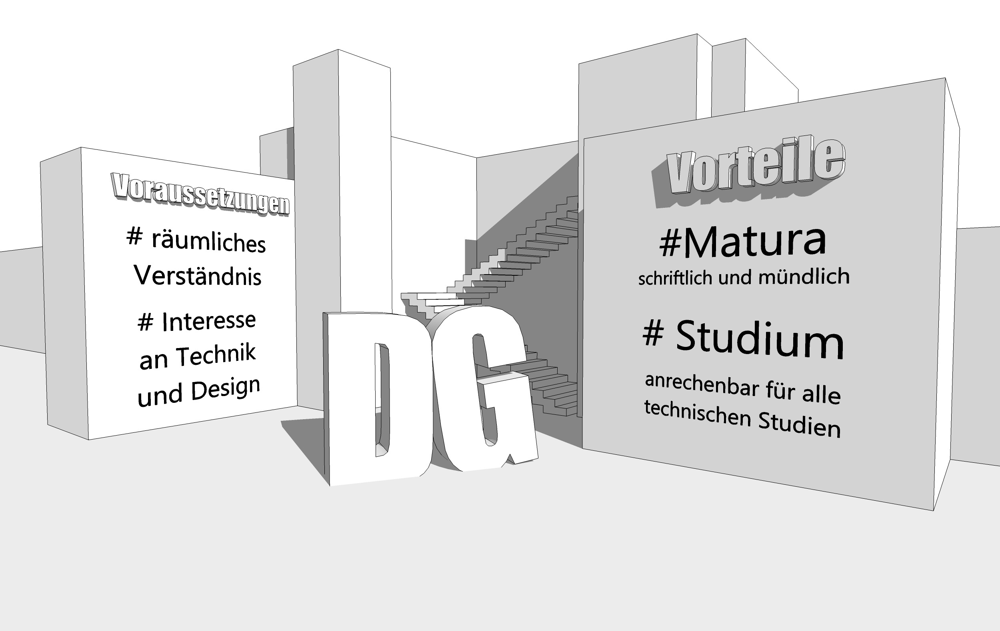 Voraussetzungen
# räumliches
Verständnis
# Interesse
an Technik
und Design
DG
Vorteile
#Matura
schriftlich und mündlich
# Studium
anrechenbar für alle
technischen Studien